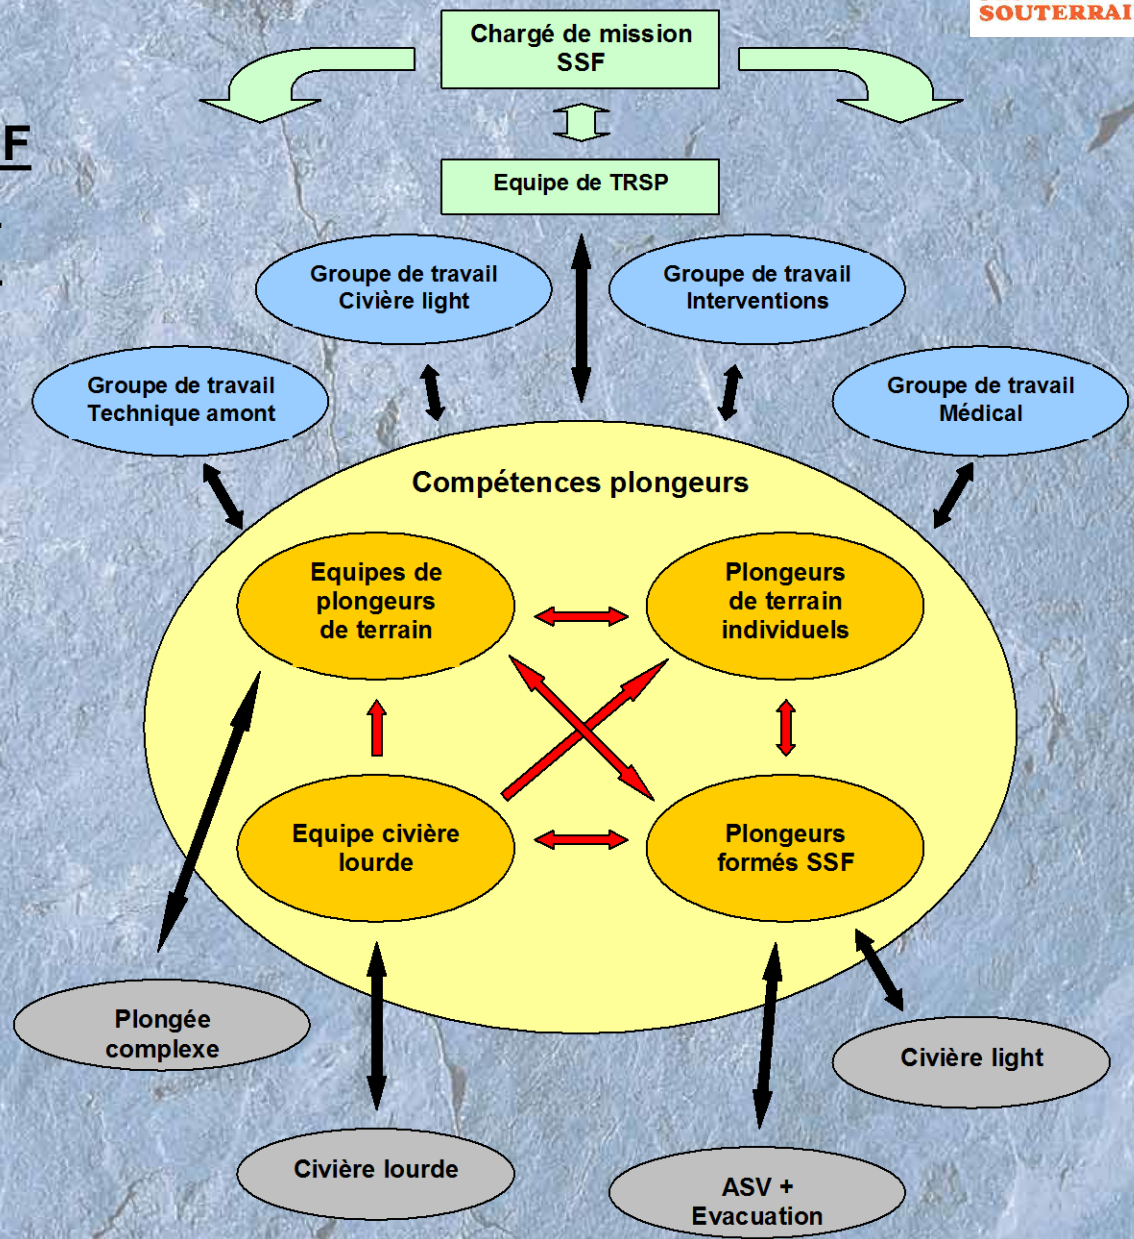 SOUTERRAI
Chargé de mission
SSF
F
Equipe de TRSP
Groupe de travail
Civière light
Groupe de travail
Interventions
Groupe de travail
Technique amont
Groupe de travail
Médical
Compétences plongeurs
Equipes de
plongeurs
de terrain
Plongeurs
de terrain
individuels
Equipe civière
lourde
Plongeurs
formés SSF
Plongée
complexe
Civière light
Civière lourde
ASV +
Evacuation